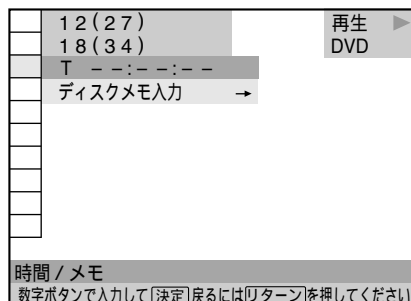 12(27)
18(34)
T --:--:--
ディスクメモ入力 →
再生 ▶
DVD
時間 / メモ
数字ボタンで入力して 決定 戻るには リターン を押してください